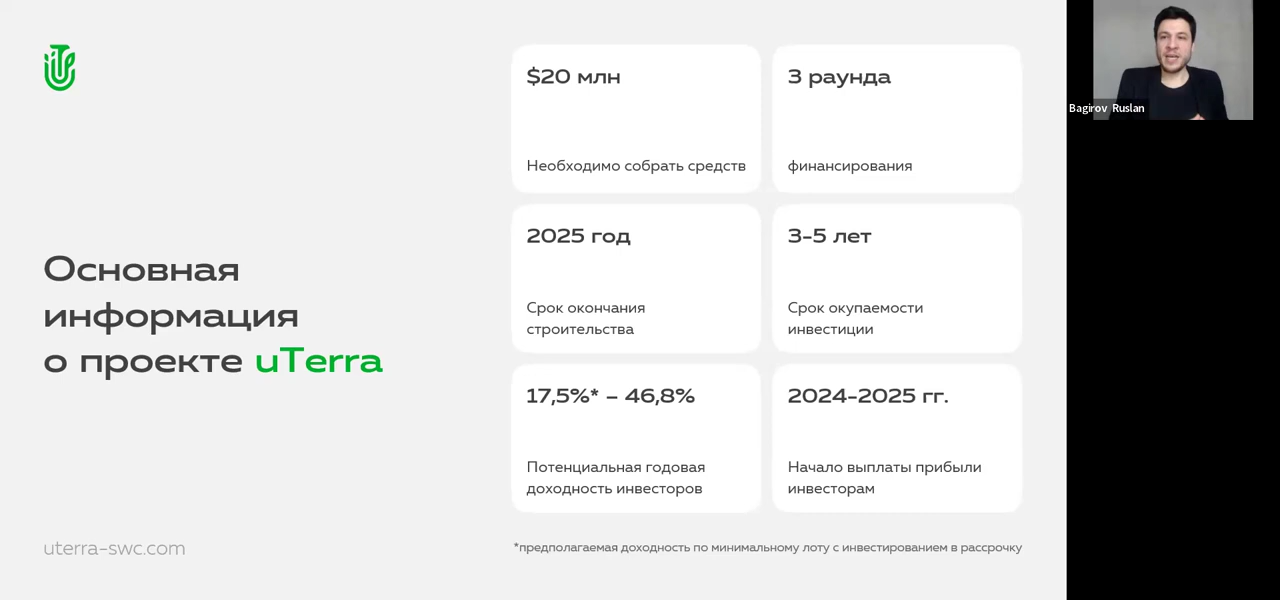 $20 млн
Необходимо собрать средств
3 раунда
финансирования
2025 год
Срок окончания
строительства
3-5 лет
Срок окупаемости
инвестиции
17,5%* – 46,8%
Потенциальная годовая
доходность инвесторов
2024-2025 гг.
Начало выплаты прибыли
инвесторам
Основная
информация
о проекте uTerra
uterra-swc.com
*предполагаемая доходность по минимальному лоту с инвестированием в рассрочку
Bagirov Ruslan